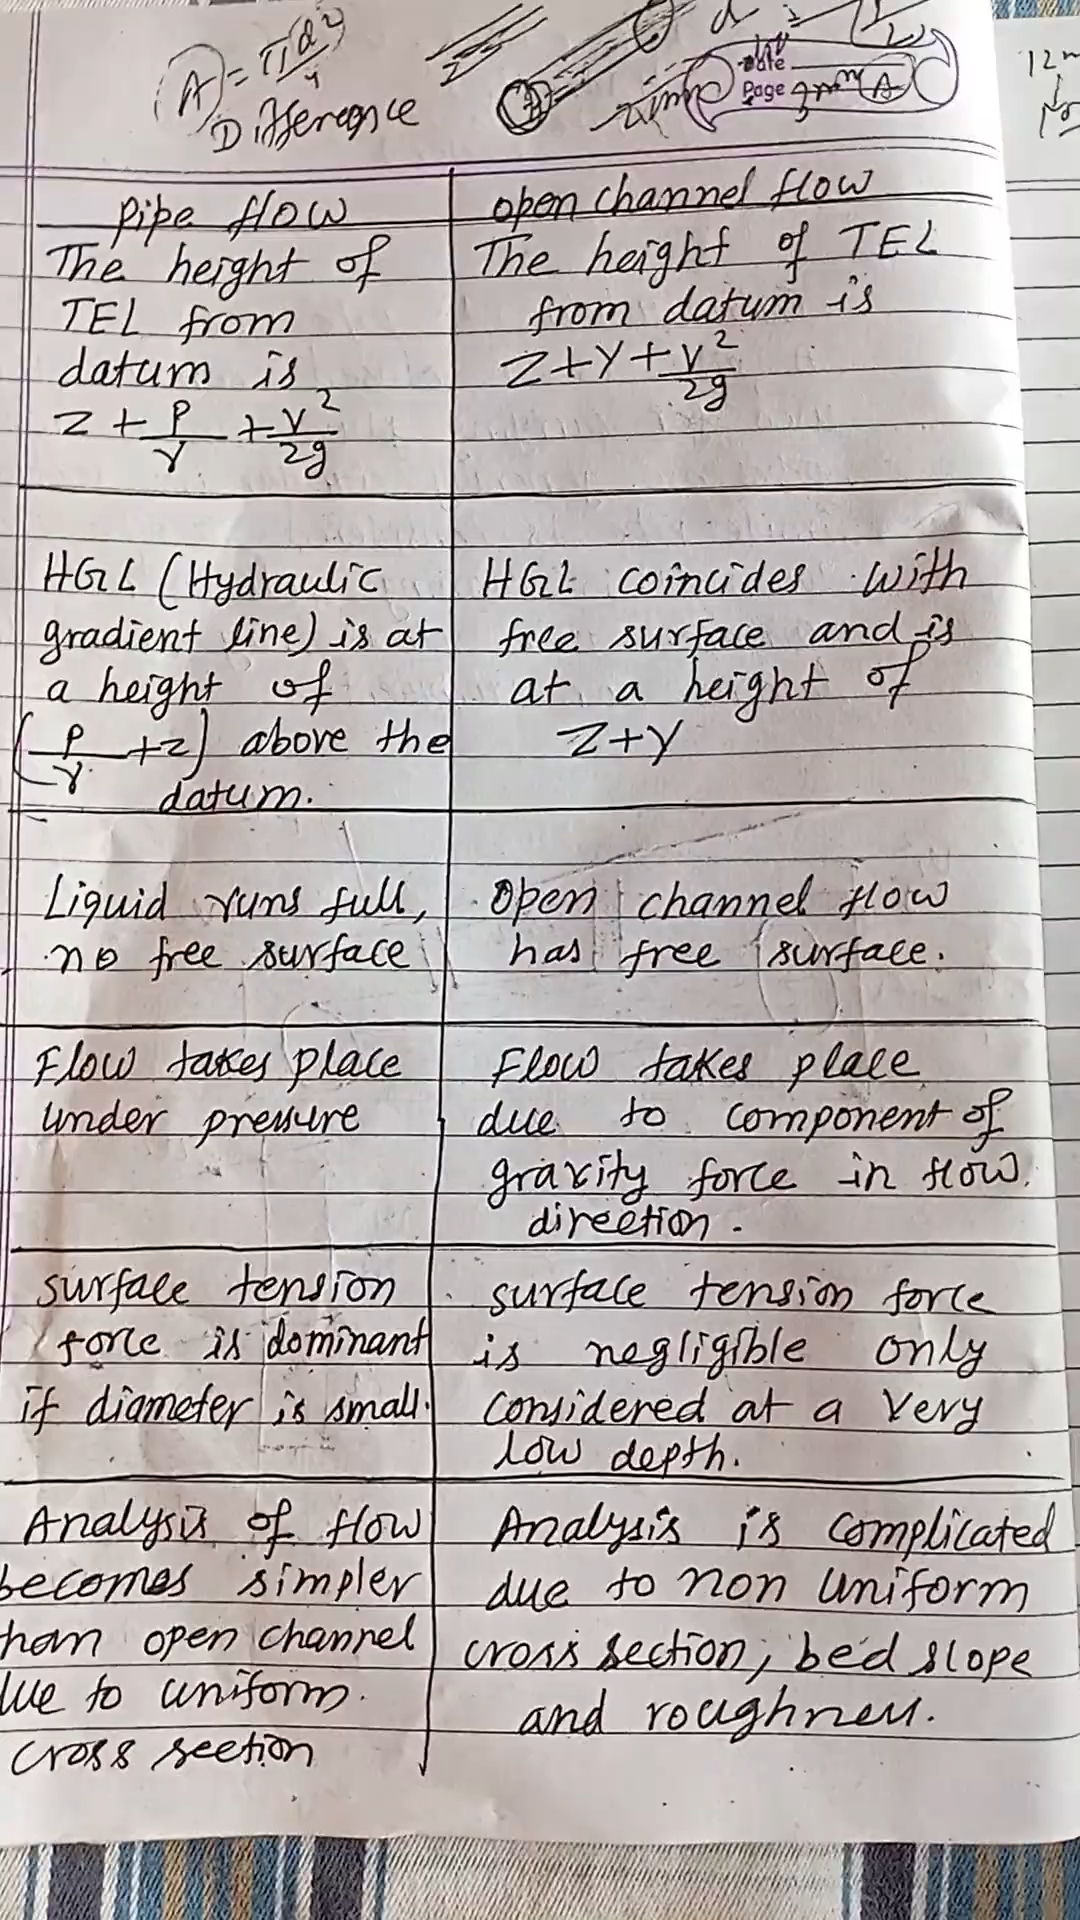 (A) = πd²/4
Difference
Date
Page
12
pipe flow
The height of
TEL from
datum is
Z + P/γ + V²/2g
open channel flow
The height of TEL
from datum is
Z+Y+V²/2g
HGL (Hydraulic
gradient line) is at
a height of
(P/γ +z) above the
datum.
HGL coincides with
free surface and is
at a height of
Z+Y
Liquid runs full,
no free surface
Open channel flow
has free surface.
Flow takes place
under pressure
Flow takes place
due to component of
gravity force in flow.
direction.
surface tension
force is dominant
if diameter is small.
surface tension force
is negligible only
considered at a very
low depth.
Analysis of flow
becomes simpler
than open channel
due to uniform.
cross section
Analysis is complicated
due to non uniform
cross section, bed slope
and roughness.